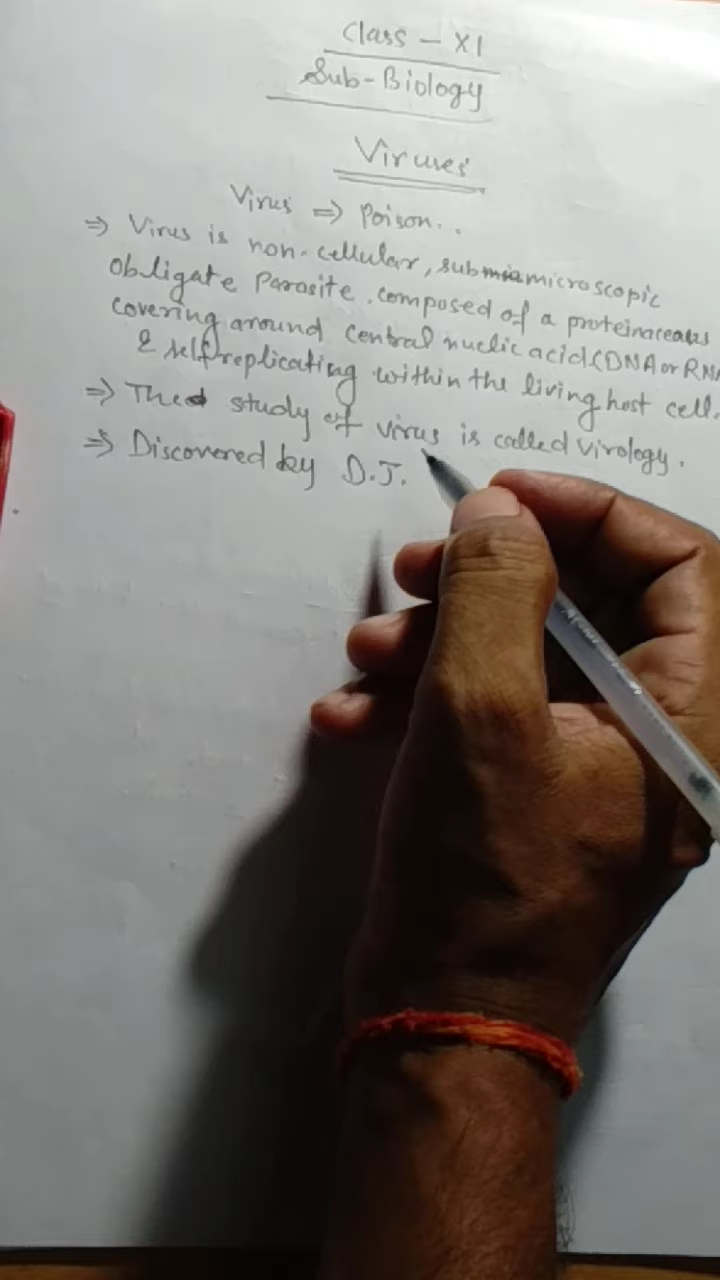 Class - XI
Sub-Biology
Viruses
Virus ⇒ Poison..
⇒ Virus is non-cellular, submicroscopic
obligate Parasite. composed of a proteinaceous
covering around central nuclic acid (DNA or RNA
& self replicating within the living host cell.
⇒ The study of virus is called Virology.
⇒ Discovered by D.J.